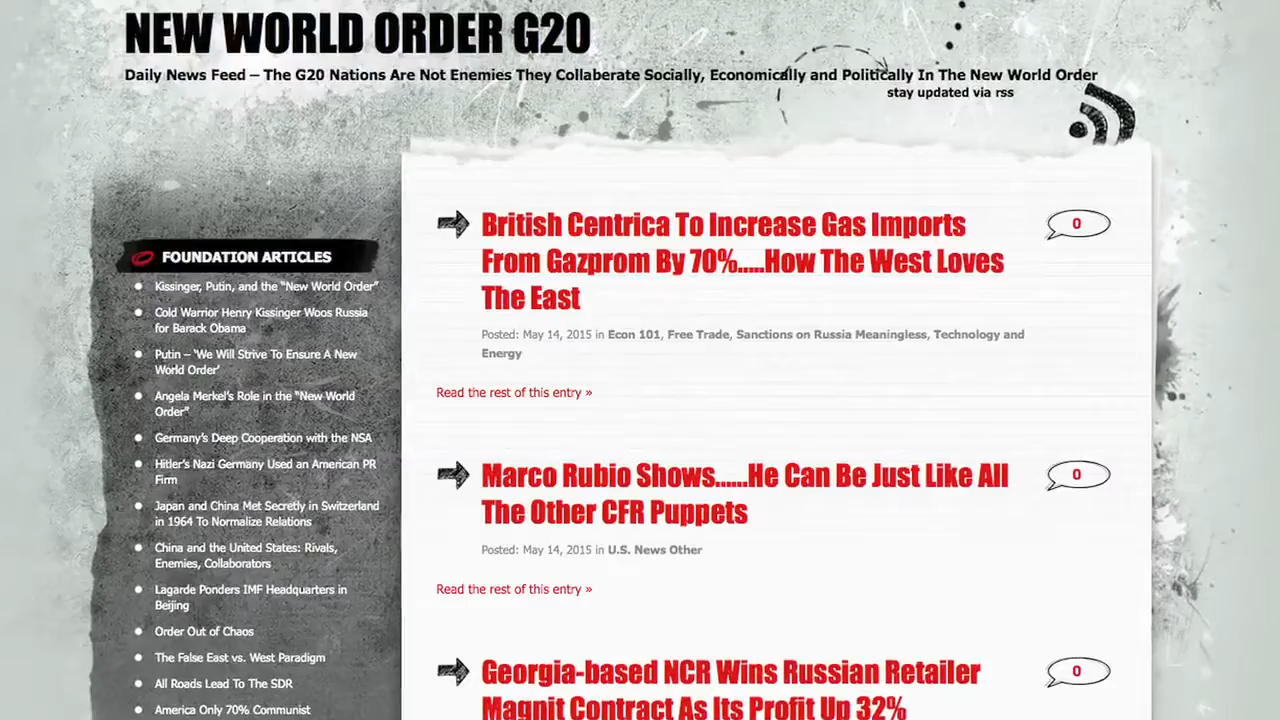 NEW WORLD ORDER G20
Daily News Feed – The G20 Nations Are Not Enemies They Collaberate Socially, Economically and Politically In The New World Order
stay updated via rss
FOUNDATION ARTICLES
Kissinger, Putin, and the “New World Order”
Cold Warrior Henry Kissinger Woos Russia
for Barack Obama
Putin – ‘We Will Strive To Ensure A New
World Order’
Angela Merkel’s Role in the “New World
Order”
Germany’s Deep Cooperation with the NSA
Hitler’s Nazi Germany Used an American PR
Firm
Japan and China Met Secretly in Switzerland
in 1964 To Normalize Relations
China and the United States: Rivals,
Enemies, Collaborators
Lagarde Ponders IMF Headquarters in
Beijing
Order Out of Chaos
The False East vs. West Paradigm
All Roads Lead To The SDR
America Only 70% Communist
British Centrica To Increase Gas Imports
From Gazprom By 70%.....How The West Loves
The East
0
Posted: May 14, 2015 in Econ 101, Free Trade, Sanctions on Russia Meaningless, Technology and
Energy
Read the rest of this entry »
Marco Rubio Shows......He Can Be Just Like All
The Other CFR Puppets
0
Posted: May 14, 2015 in U.S. News Other
Read the rest of this entry »
Georgia-based NCR Wins Russian Retailer
Magnit Contract As Its Profit Up 32%
0